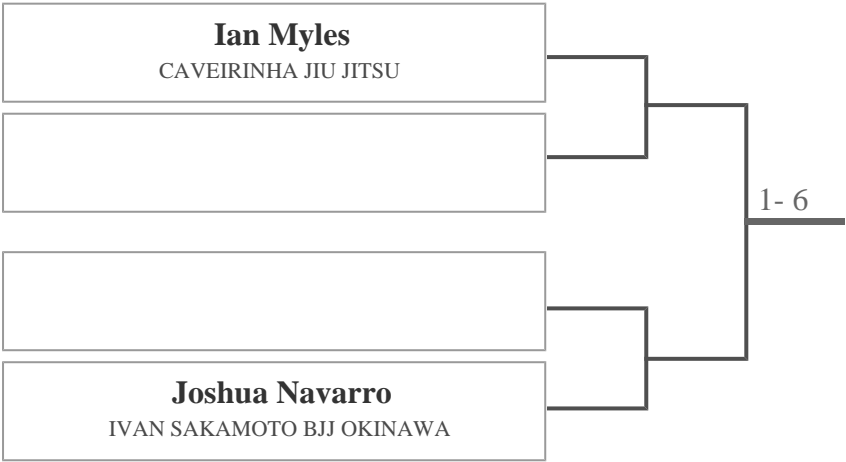 Ian Myles
CAVEIRINHA JIU JITSU
1- 6
Joshua Navarro
IVAN SAKAMOTO BJJ OKINAWA